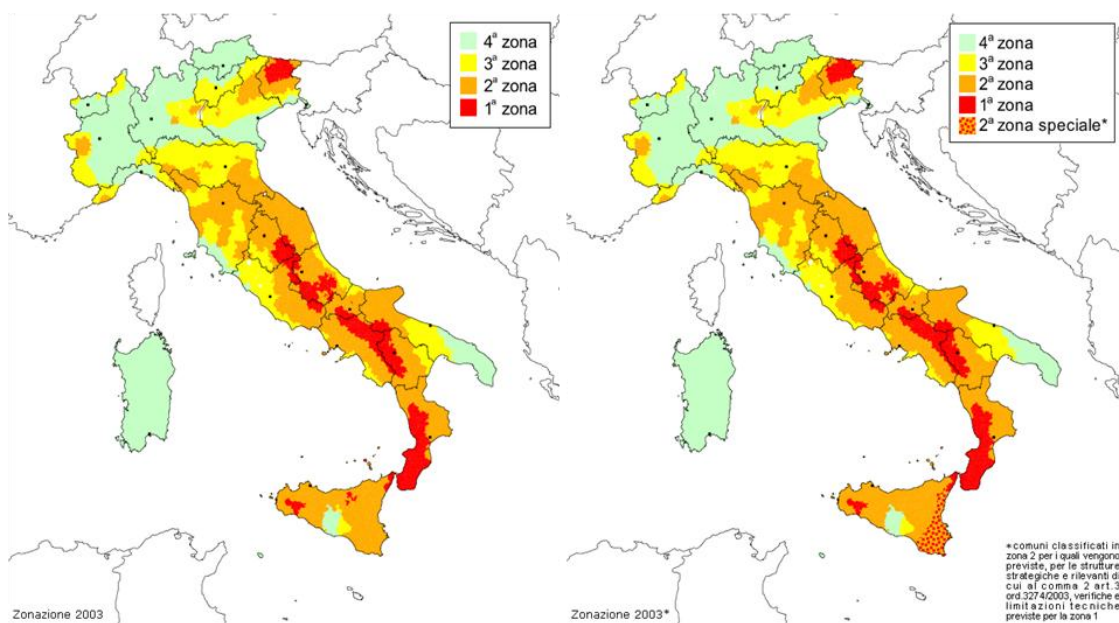 4ª zona
3ª zona
2ª zona
1ª zona
Zonazione 2003
4ª zona
3ª zona
2ª zona
1ª zona
2ª zona speciale*
Zonazione 2003*
*comuni classificati in
zona 2 per i quali vengono
previste, per le strutture
strategiche e rilevanti di
cui al comma 2 art.3
ord.3274/2003, verifiche e
limitazioni tecniche
previste per la zona 1